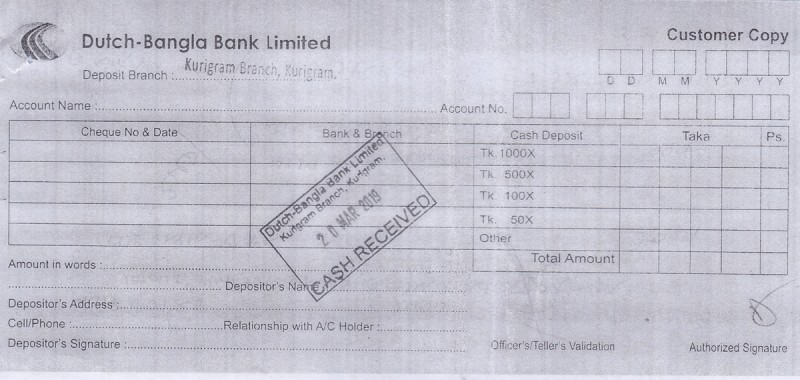 Dutch-Bangla Bank Limited
Customer Copy
Deposit Branch :
Kurigram Branch, Kurigram.
D D M M Y Y Y Y
Account Name :
Account No.
Cheque No & Date
Bank & Branch
Cash Deposit
Taka
Ps.
Tk. 1000X
Tk. 500X
Tk. 100X
Tk. 50X
Other
Total Amount
Dutch-Bangla Bank Limited
Kurigram Branch, Kurigram.
20 MAR 2019
CASH RECEIVED
Amount in words :
Depositor's Name
Depositor's Address :
Cell/Phone :
Relationship with A/C Holder :
Depositor's Signature :
Officer's/Teller's Validation
Authorized Signature